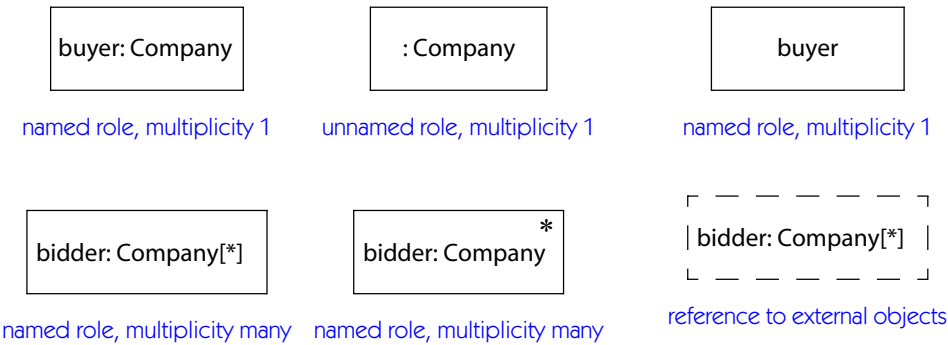 buyer: Company
: Company
buyer
named role, multiplicity 1
unnamed role, multiplicity 1
named role, multiplicity 1
bidder: Company[*]
*
bidder: Company
bidder: Company[*]
named role, multiplicity many
named role, multiplicity many
reference to external objects